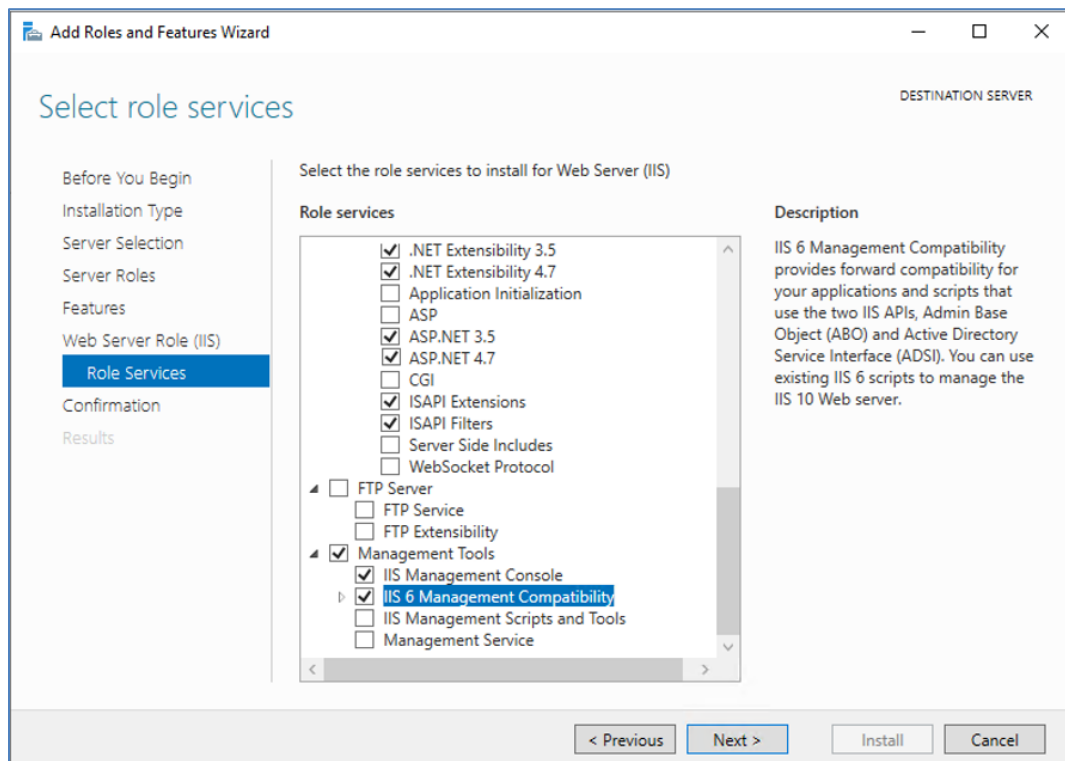 Add Roles and Features Wizard
Select role services
DESTINATION SERVER
Before You Begin
Installation Type
Server Selection
Server Roles
Features
Web Server Role (IIS)
Role Services
Confirmation
Results
Select the role services to install for Web Server (IIS)
Role services
.NET Extensibility 3.5
.NET Extensibility 4.7
Application Initialization
ASP
ASP.NET 3.5
ASP.NET 4.7
CGI
ISAPI Extensions
ISAPI Filters
Server Side Includes
WebSocket Protocol
FTP Server
FTP Service
FTP Extensibility
Management Tools
IIS Management Console
IIS 6 Management Compatibility
IIS Management Scripts and Tools
Management Service
Description
IIS 6 Management Compatibility
provides forward compatibility for
your applications and scripts that
use the two IIS APIs, Admin Base
Object (ABO) and Active Directory
Service Interface (ADSI). You can use
existing IIS 6 scripts to manage the
IIS 10 Web server.
< Previous
Next >
Install
Cancel